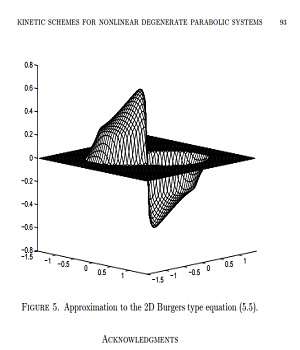 KINETIC SCHEMES FOR NONLINEAR DEGENERATE PARABOLIC SYSTEMS 93
0.8
0.6
0.4
0.2
0
−0.2
−0.4
−0.6
−0.8
−1.5 −1 −0.5 0 0.5 1
−1.5 −1 −0.5 0 0.5 1
FIGURE 5. Approximation to the 2D Burgers type equation (5.5).
ACKNOWLEDGMENTS